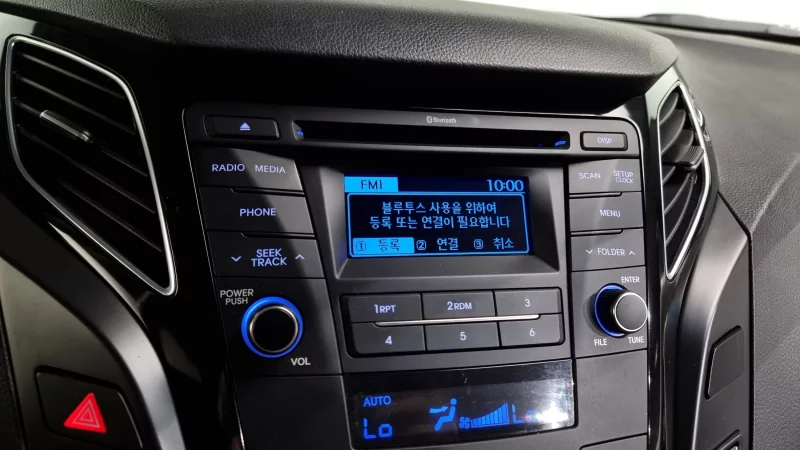 Bluetooth
DISP
RADIO MEDIA
FM1 10:00
SCAN SETUP CLOCK
PHONE
블루투스 사용을 위하여
등록 또는 연결이 필요합니다
MENU
① 등록 ② 연결 ③ 취소
∨ SEEK TRACK ∧
∨ FOLDER ∧
POWER PUSH
VOL
1RPT 2RDM 3
4 5 6
ENTER
FILE TUNE
AUTO
Lo